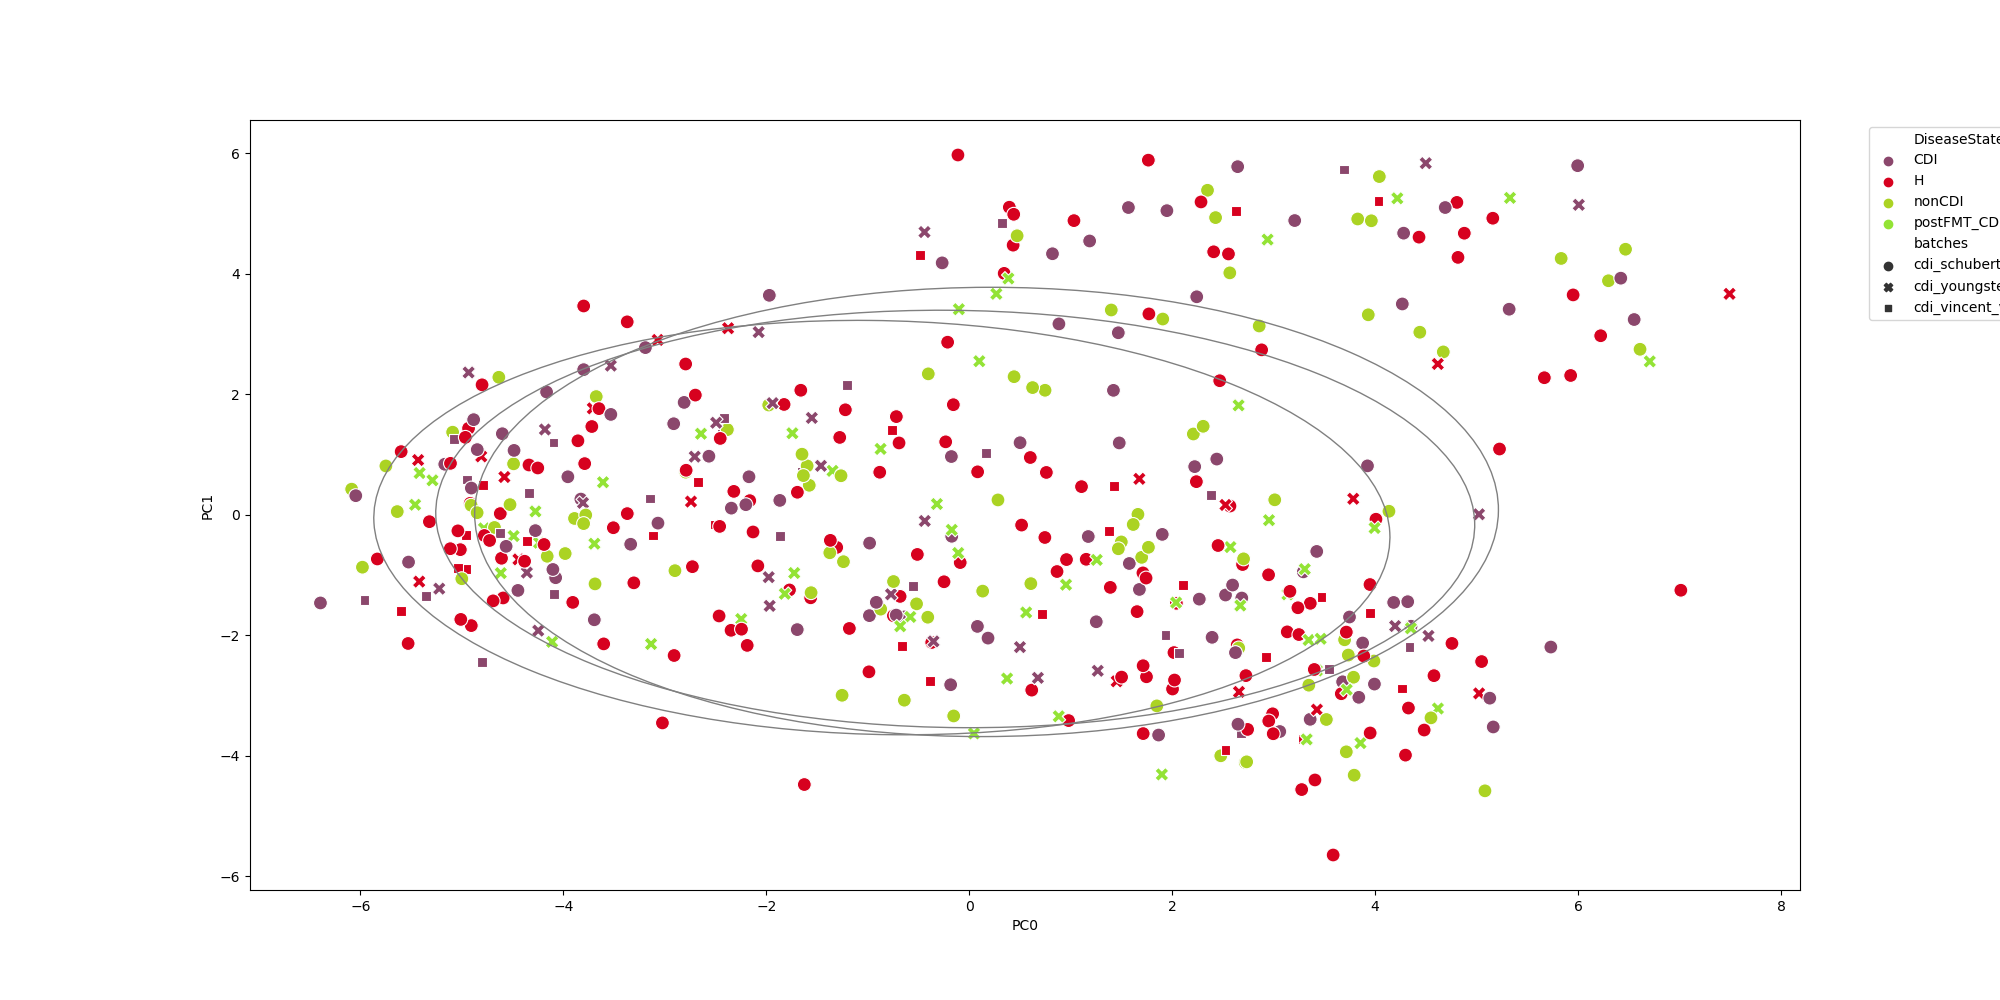 6
4
2
0
−2
−4
−6
PC1
−6 −4 −2 0 2 4 6 8
PC0
DiseaseState
CDI
H
nonCDI
postFMT_CD
batches
cdi_schubert
cdi_youngste
cdi_vincent_